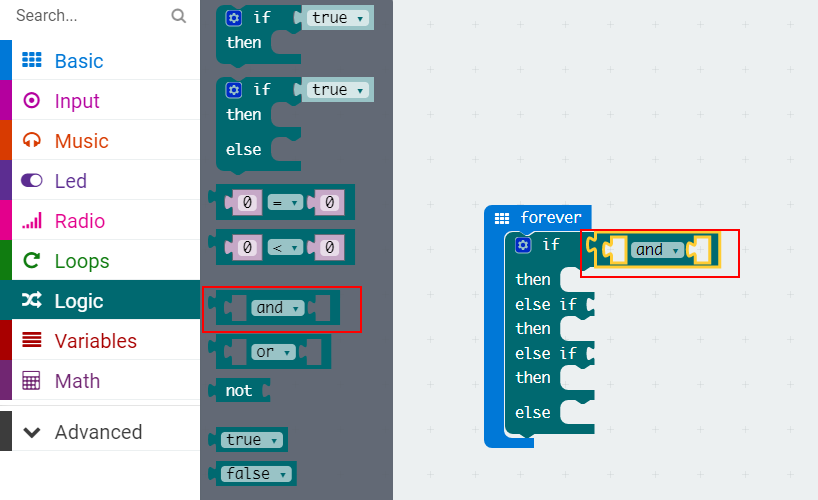 Search...
Basic
Input
Music
Led
Radio
Loops
Logic
Variables
Math
Advanced
if true
then
if true
then
else
0 = 0
0 < 0
and
or
not
true
false
forever
if and
then
else if
then
else if
then
else